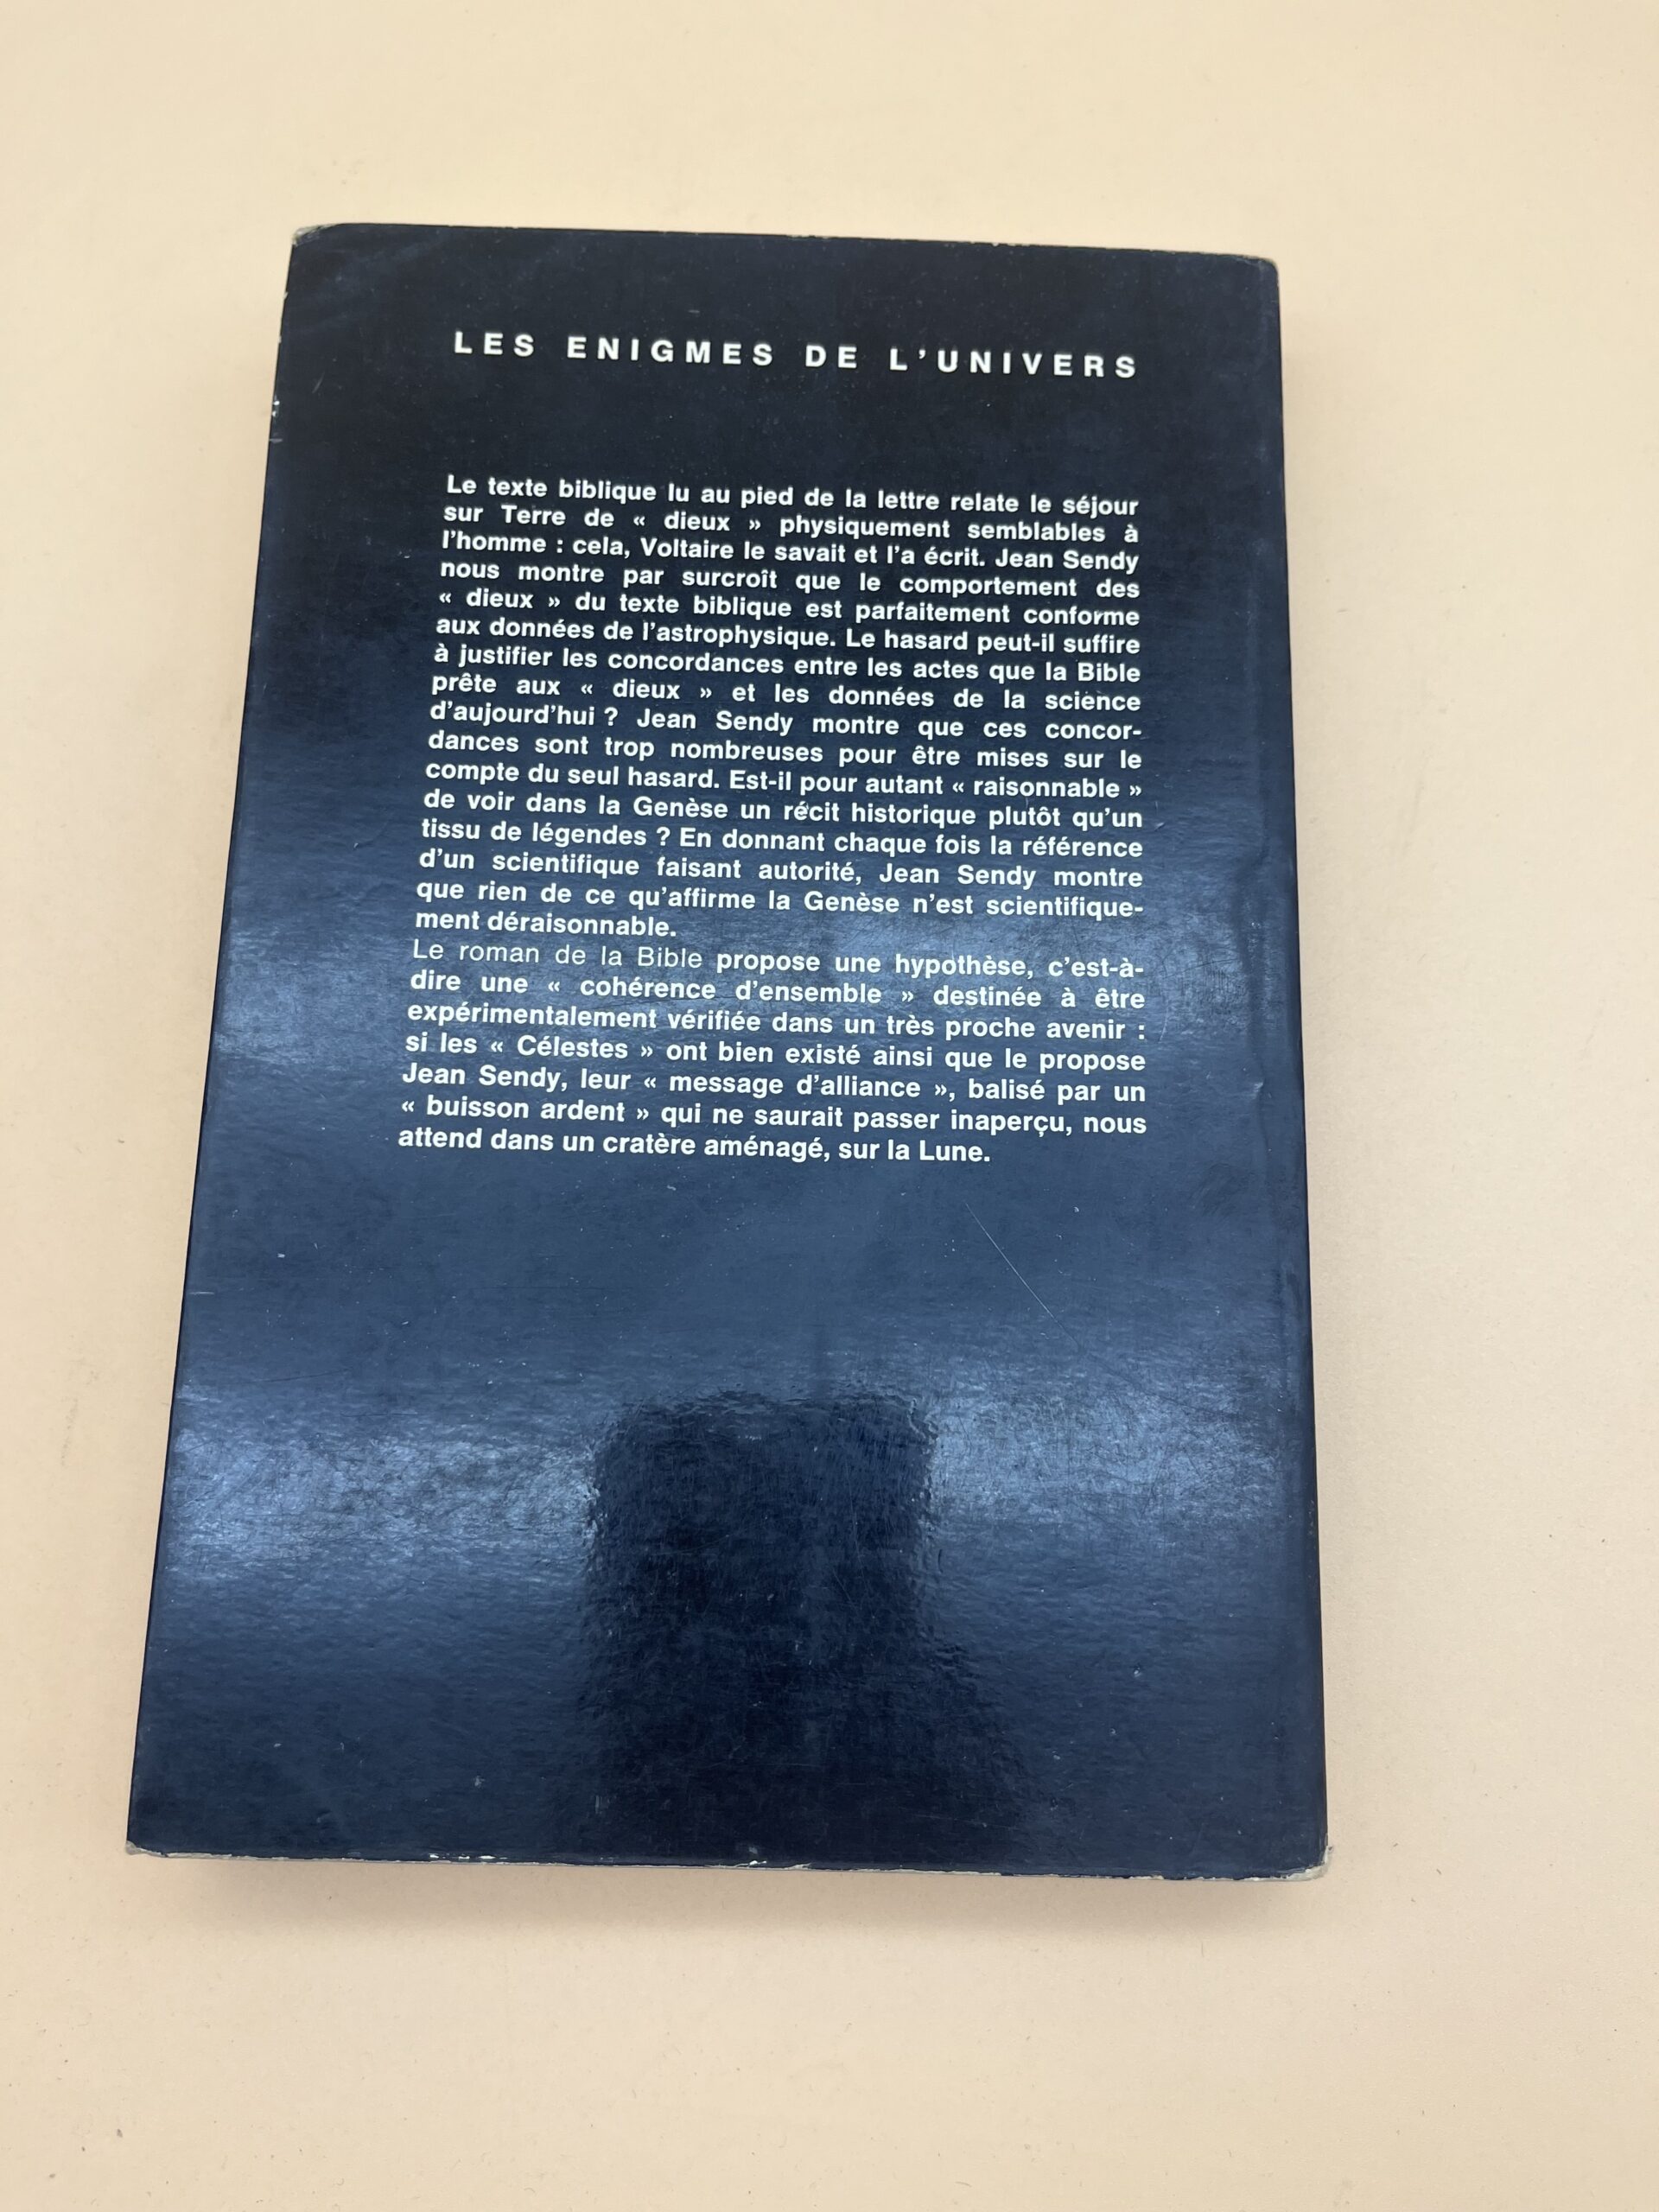 LES ENIGMES DE L'UNIVERS
Le texte biblique lu au pied de la lettre relate le séjour
sur Terre de « dieux » physiquement semblables à
l'homme : cela, Voltaire le savait et l'a écrit. Jean Sendy
nous montre par surcroît que le comportement des
« dieux » du texte biblique est parfaitement conforme
aux données de l'astrophysique. Le hasard peut-il suffire
à justifier les concordances entre les actes que la Bible
prête aux « dieux » et les données de la science
d'aujourd'hui ? Jean Sendy montre que ces concor-
dances sont trop nombreuses pour être mises sur le
compte du seul hasard. Est-il pour autant « raisonnable »
de voir dans la Genèse un récit historique plutôt qu'un
tissu de légendes ? En donnant chaque fois la référence
d'un scientifique faisant autorité, Jean Sendy montre
que rien de ce qu'affirme la Genèse n'est scientifique-
ment déraisonnable.
Le roman de la Bible propose une hypothèse, c'est-à-
dire une « cohérence d'ensemble » destinée à être
expérimentalement vérifiée dans un très proche avenir :
si les « Célestes » ont bien existé ainsi que le propose
Jean Sendy, leur « message d'alliance », balisé par un
« buisson ardent » qui ne saurait passer inaperçu, nous
attend dans un cratère aménagé, sur la Lune.